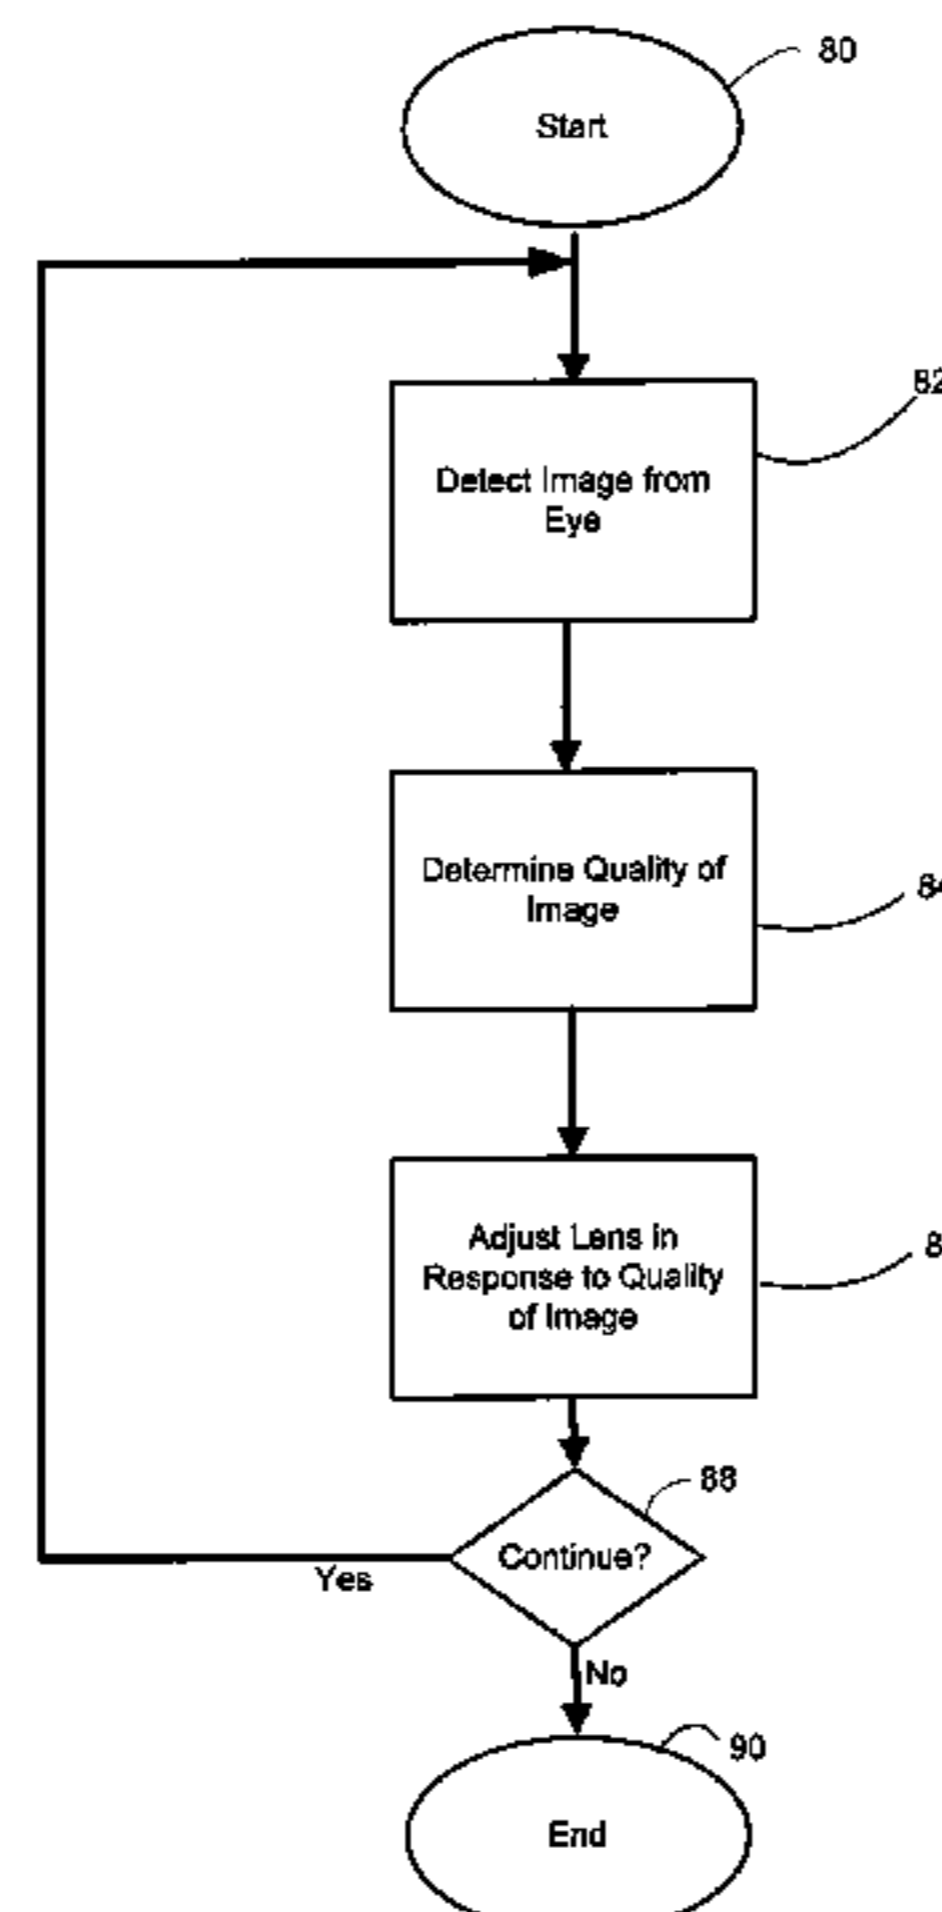 80
Start
82
Detect Image from
Eye
Determine Quality of
Image
84
Adjust Lens in
Response to Quality
of Image
8
88
Continue?
Yes
No
90
End